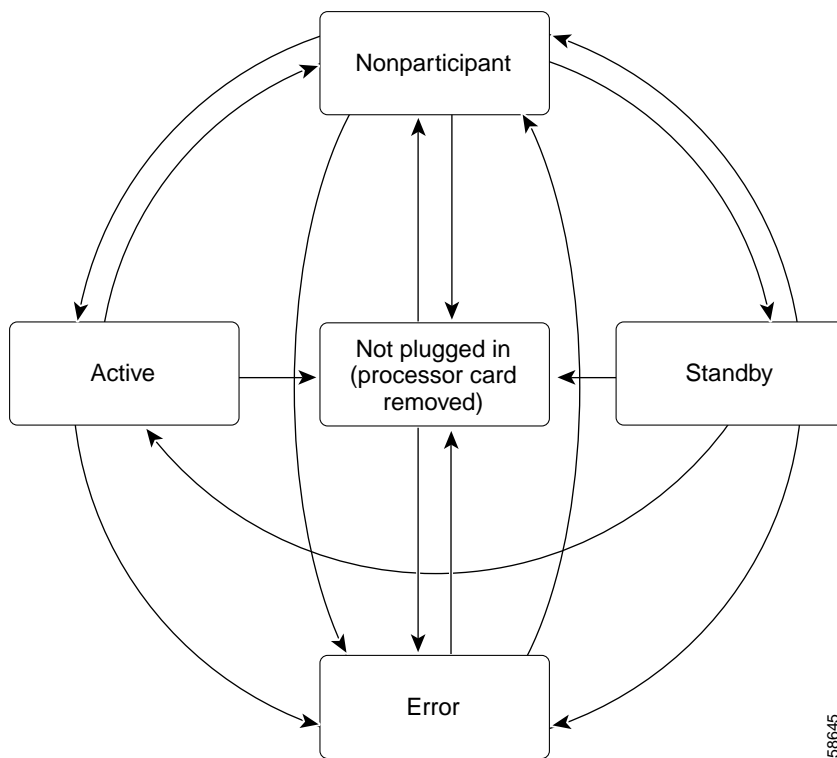 Nonparticipant
Active
Not plugged in
(processor card
removed)
Standby
Error
58645